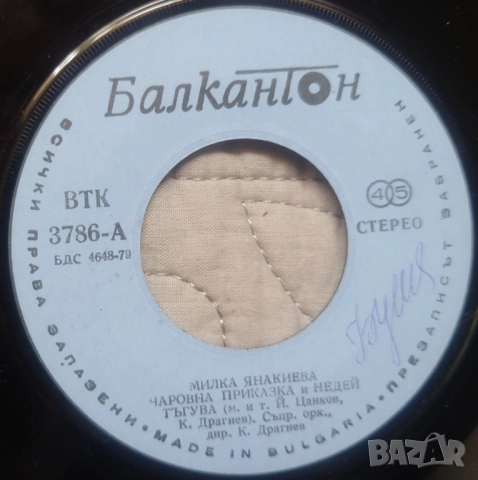 Балкантон
ВТК
3786-А
БДС 4648-79
45
СТЕРЕО
МИЛКА ЯНАКИЕВА
ЧАРОВНА ПРИКАЗКА и НЕДЕЙ
ТЪГУВА (м. и т. Й. Цанков,
К. Драгнев). Съпр. орк.,
дир. К. Драгнев
ВСИЧКИ ПРАВА ЗАПАЗЕНИ • MADE IN BULGARIA • ПРЕЗАПИСЪТ ЗАБРАНЕН
BAZAR